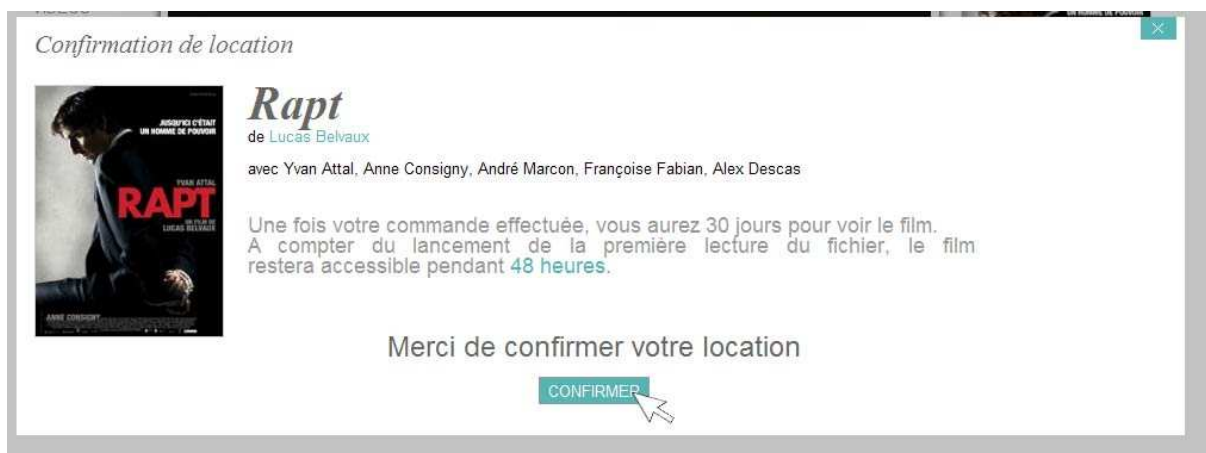 Confirmation de location
JUSQU'ICI C'ÉTAIT
UN HOMME DE POUVOIR
YVAN ATTAL
RAPT
UN FILM DE
LUCAS BELVAUX
ANNE CONSIGNY
Rapt
de Lucas Belvaux
avec Yvan Attal, Anne Consigny, André Marcon, Françoise Fabian, Alex Descas
Une fois votre commande effectuée, vous aurez 30 jours pour voir le film.
A compter du lancement de la première lecture du fichier, le film
restera accessible pendant 48 heures.
Merci de confirmer votre location
CONFIRMER